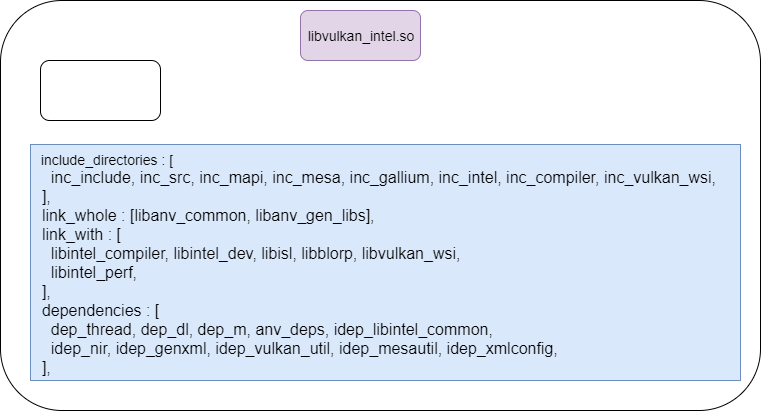 libvulkan_intel.so
include_directories : [
inc_include, inc_src, inc_mapi, inc_mesa, inc_gallium, inc_intel, inc_compiler, inc_vulkan_wsi,
],
link_whole : [libanv_common, libanv_gen_libs],
link_with : [
libintel_compiler, libintel_dev, libisl, libblorp, libvulkan_wsi,
libintel_perf,
],
dependencies : [
dep_thread, dep_dl, dep_m, anv_deps, idep_libintel_common,
idep_nir, idep_genxml, idep_vulkan_util, idep_mesautil, idep_xmlconfig,
],